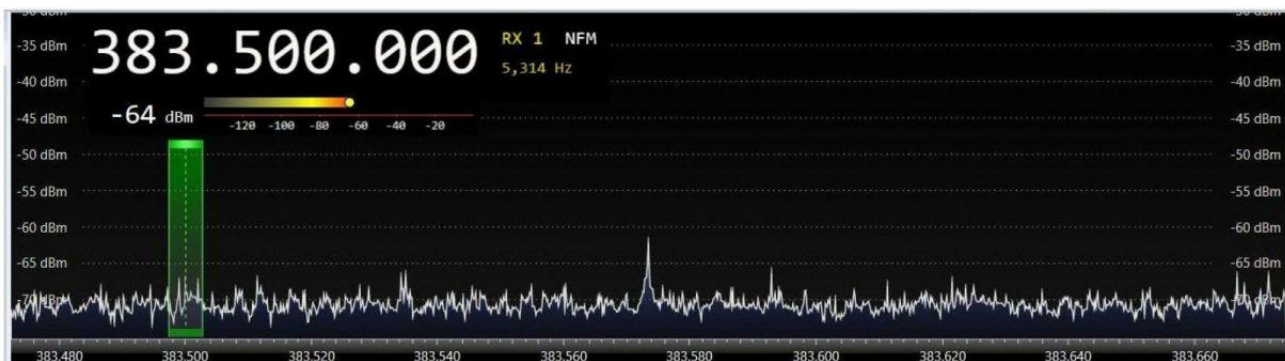 -35 dBm 383.500.000 RX 1 NFM -35 dBm
5,314 Hz
-40 dBm -40 dBm
-45 dBm -64 dBm -45 dBm
-120 -100 -80 -60 -40 -20
-50 dBm -50 dBm
-55 dBm -55 dBm
-60 dBm -60 dBm
-65 dBm -65 dBm
383.480 383.500 383.520 383.540 383.560 383.580 383.600 383.620 383.640 383.660